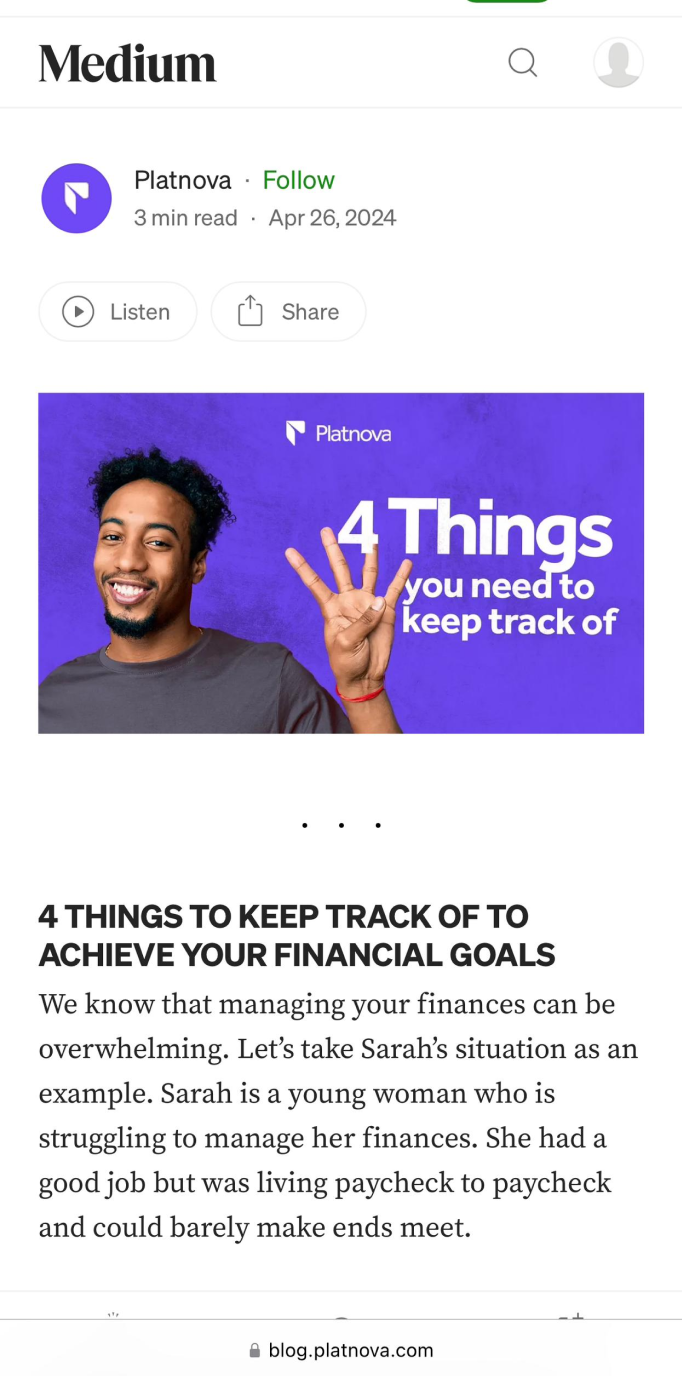 Medium
Platnova · Follow
3 min read · Apr 26, 2024
Listen
Share
Platnova
4 Things
you need to
keep track of
. . .
4 THINGS TO KEEP TRACK OF TO
ACHIEVE YOUR FINANCIAL GOALS
We know that managing your finances can be
overwhelming. Let’s take Sarah’s situation as an
example. Sarah is a young woman who is
struggling to manage her finances. She had a
good job but was living paycheck to paycheck
and could barely make ends meet.
blog.platnova.com